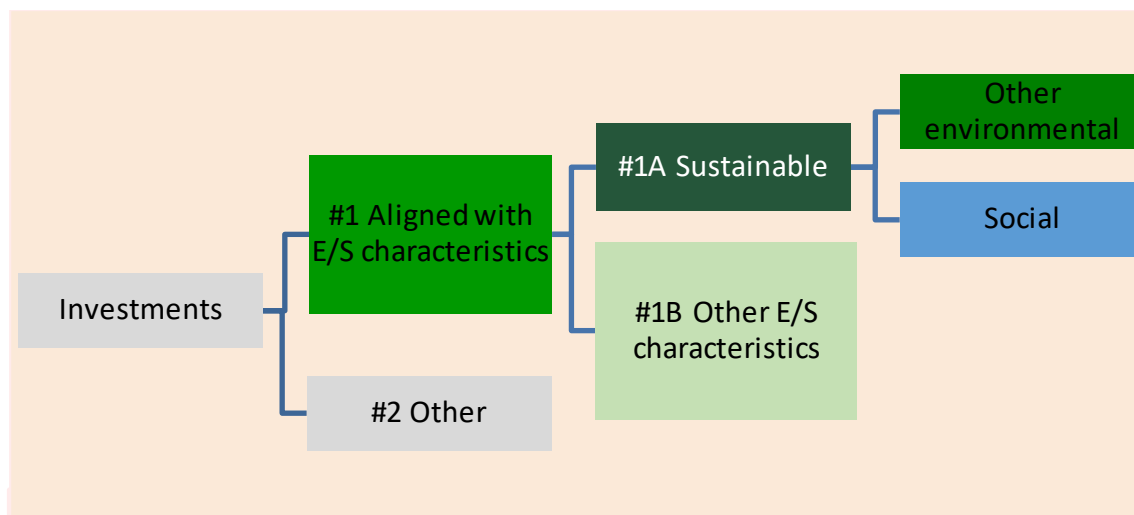 Investments
#1 Aligned with
E/S characteristics
#2 Other
#1A Sustainable
#1B Other E/S
characteristics
Other
environmental
Social